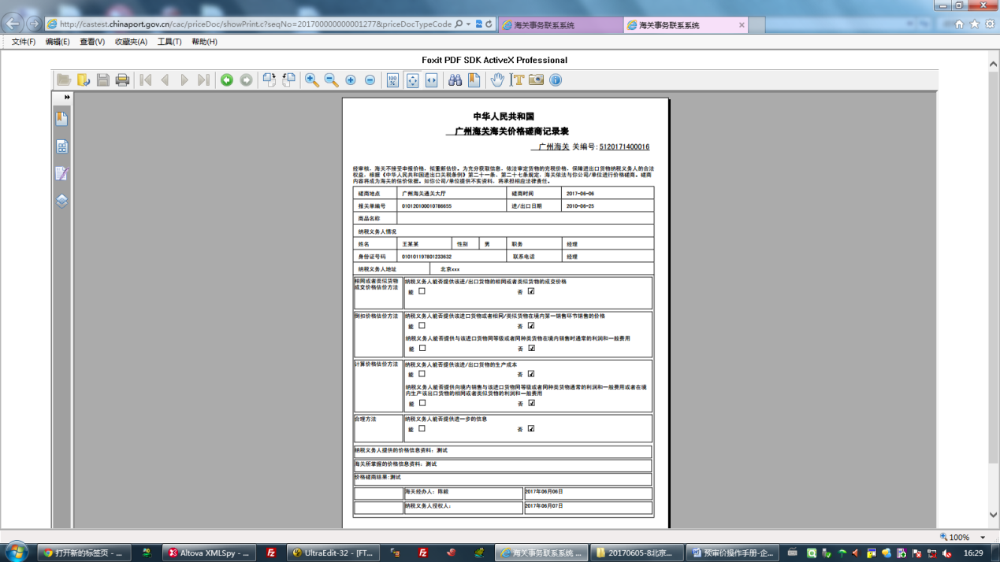 http://castest.chinaport.gov.cn/cac/priceDoc/showPrint.c?seqNo=201700000000001277&priceDocTypeCode
海关事务联系系统
海关事务联系系统
文件(F) 编辑(E) 查看(V) 收藏夹(A) 工具(T) 帮助(H)
Foxit PDF SDK ActiveX Professional
中华人民共和国
广州海关海关价格磋商记录表
广州海关 关编号:5120171400016
经审核，海关不接受申报价格，拟重新估价。为充分获取信息，依法审定货物的完税价格，保障进出口货物纳税义务人的合法
权益，根据《中华人民共和国进出口关税条例》第二十一条、第二十七条规定，海关依法与你公司/单位进行价格磋商。磋商
内容将成为海关的估价依据。如你公司/单位提供不实资料，将承担相应法律责任。
磋商地点 广州海关通关大厅 磋商时间 2017-06-06
报关单编号 010120100010786655 进/出口日期 2010-06-25
商品名称
纳税义务人情况
姓名 王某某 性别 男 职务 经理
身份证号码 010101197801233632 联系电话 经理
纳税义务人地址 北京xxx
相同或者类似货物 纳税义务人能否提供该进/出口货物的相同或者类似货物的成交价格
成交价格估价方法
能 否
倒扣价格估价方法 纳税义务人能否提供该进口货物或者相同/类似货物在境内第一销售环节销售的价格
能 否
纳税义务人能否提供与该进口货物同等级或者同种类货物在境内销售时通常的利润和一般费用
能 否
计算价格估价方法 纳税义务人能否提供该进/出口货物的生产成本
能 否
纳税义务人能否提供向境内销售与该进口货物同等级或者同种类货物通常的利润和一般费用或者在境
内生产该出口货物的相同或者类似货物的利润和一般费用
能 否
合理方法 纳税义务人能否提供进一步的信息
能 否
纳税义务人提供的价格信息资料：测试
海关所掌握的价格信息资料：测试
价格磋商结果:测试
海关经办人：陈毅 2017年06月06日
纳税义务人授权人： 2017年06月07日
100%
打开新的标签页 - ... Altova XMLSpy - ... UltraEdit-32 - [FT... 海关事务联系系统 ... 20170605-8北京... 预审价操作手册-企... 16:29